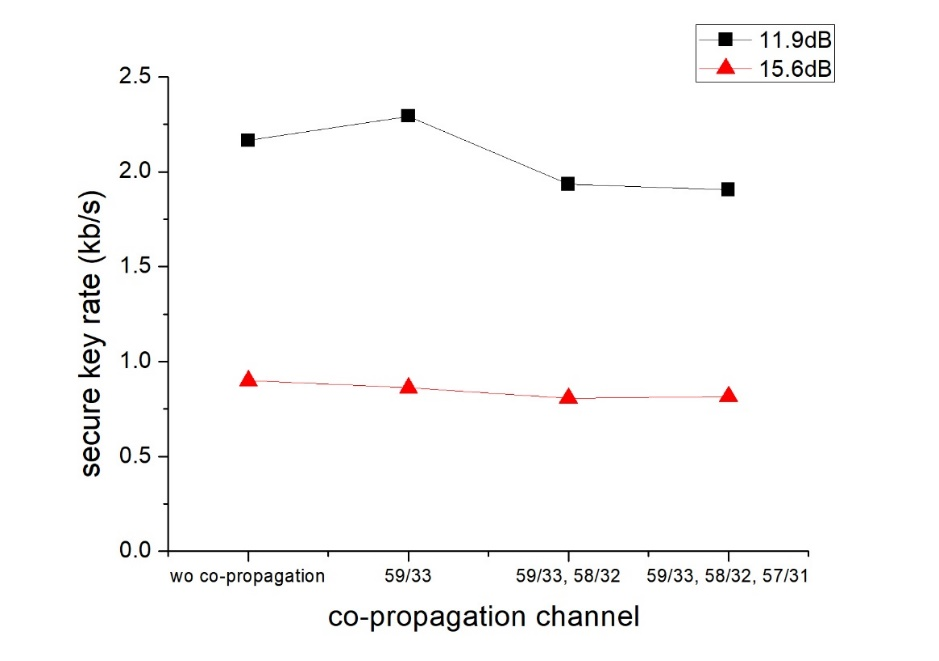 11.9dB
15.6dB
2.5
2.0
1.5
1.0
0.5
0.0
secure key rate (kb/s)
wo co-propagation 59/33 59/33, 58/32 59/33, 58/32, 57/31
co-propagation channel